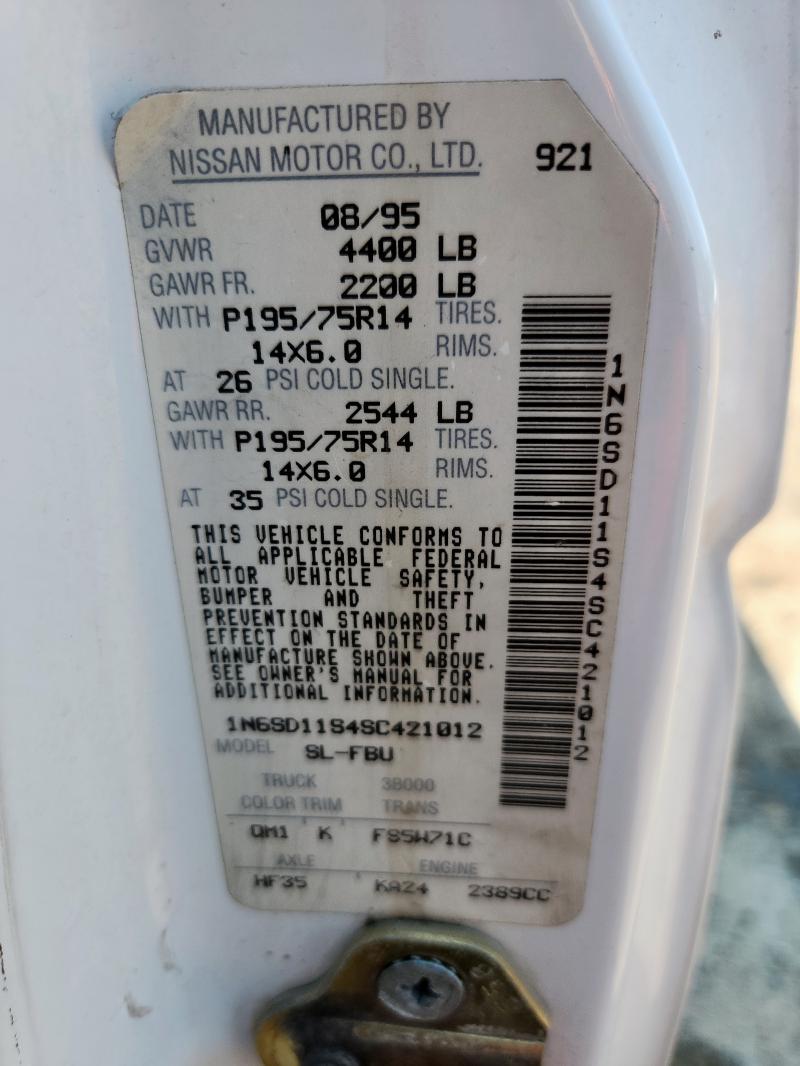 MANUFACTURED BY
NISSAN MOTOR CO., LTD. 921
DATE 08/95
GVWR 4400 LB
GAWR FR. 2200 LB
WITH P195/75R14 TIRES.
14X6.0 RIMS.
AT 26 PSI COLD SINGLE.
GAWR RR. 2544 LB
WITH P195/75R14 TIRES.
14X6.0 RIMS.
AT 35 PSI COLD SINGLE.
THIS VEHICLE CONFORMS TO
ALL APPLICABLE FEDERAL
MOTOR VEHICLE SAFETY,
BUMPER AND THEFT
PREVENTION STANDARDS IN
EFFECT ON THE DATE OF
MANUFACTURE SHOWN ABOVE.
SEE OWNER'S MANUAL FOR
ADDITIONAL INFORMATION.
1N6SD11S4SC421012
MODEL SL-FBU
TRUCK 38000
COLOR TRIM TRANS
QM1 K FS5W71C
AXLE ENGINE
HF35 KA24 2389CC
1N6SD11S4SC421012